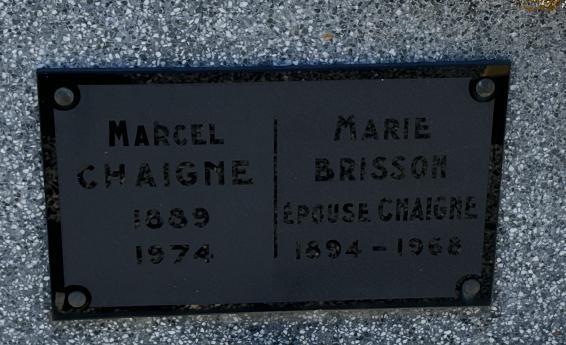 MARCEL
CHAIGNE
1889
1974
MARIE
BRISSON
ÉPOUSE CHAIGNE
1894 - 1968